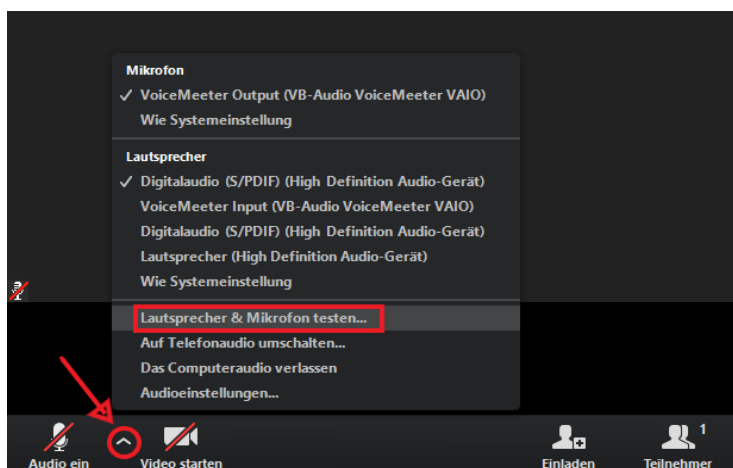 Mikrofon
VoiceMeeter Output (VB-Audio VoiceMeeter VAIO)
Wie Systemeinstellung
Lautsprecher
Digitalaudio (S/PDIF) (High Definition Audio-Gerät)
VoiceMeeter Input (VB-Audio VoiceMeeter VAIO)
Digitalaudio (S/PDIF) (High Definition Audio-Gerät)
Lautsprecher (High Definition Audio-Gerät)
Wie Systemeinstellung
Lautsprecher & Mikrofon testen...
Auf Telefonaudio umschalten...
Das Computeraudio verlassen
Audioeinstellungen...
1
Audio ein Video starten Einladen Teilnehmer